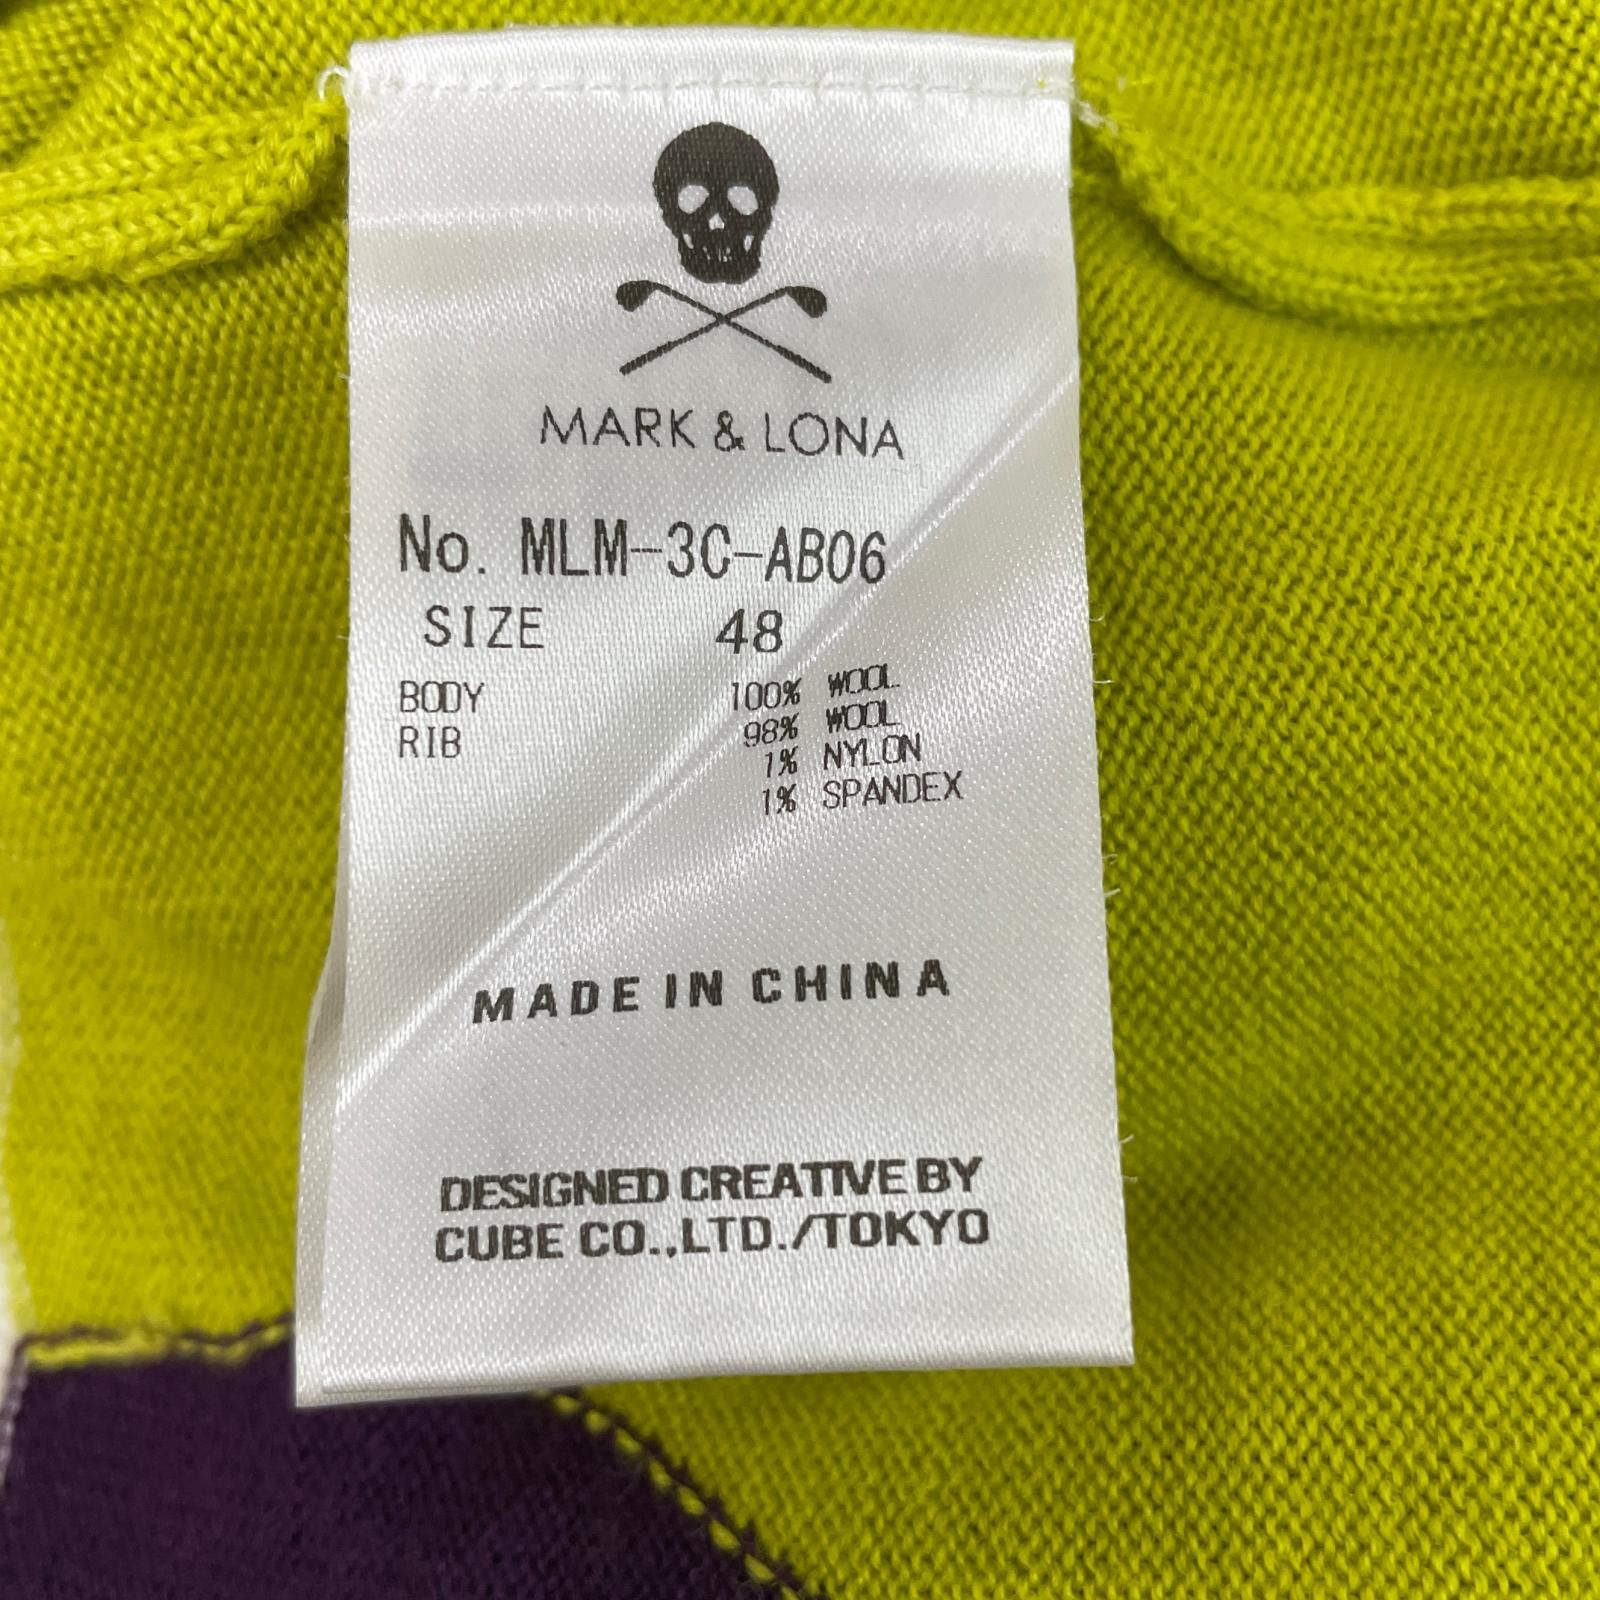 MARK & LONA
No. MLM-3C-AB06
SIZE 48
BODY 100% WOOL
RIB 98% WOOL
1% NYLON
1% SPANDEX
MADE IN CHINA
DESIGNED CREATIVE BY
CUBE CO.,LTD./TOKYO